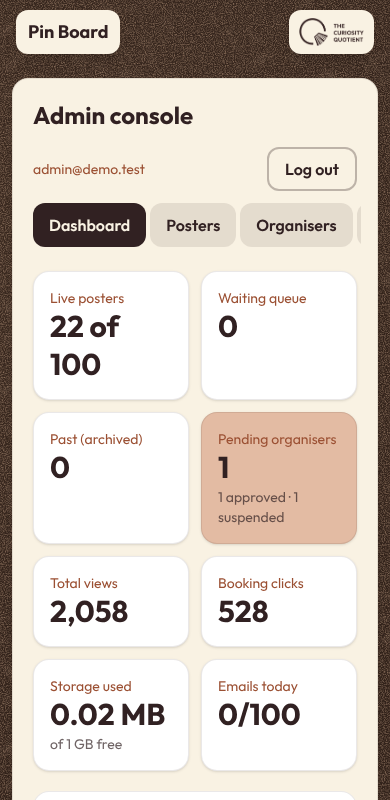 Pin Board
THE
CURIOSITY
QUOTIENT
Admin console
admin@demo.test
Log out
Dashboard
Posters
Organisers
Live posters
22 of
100
Waiting queue
0
Past (archived)
0
Pending organisers
1
1 approved · 1
suspended
Total views
2,058
Booking clicks
528
Storage used
0.02 MB
of 1 GB free
Emails today
0/100